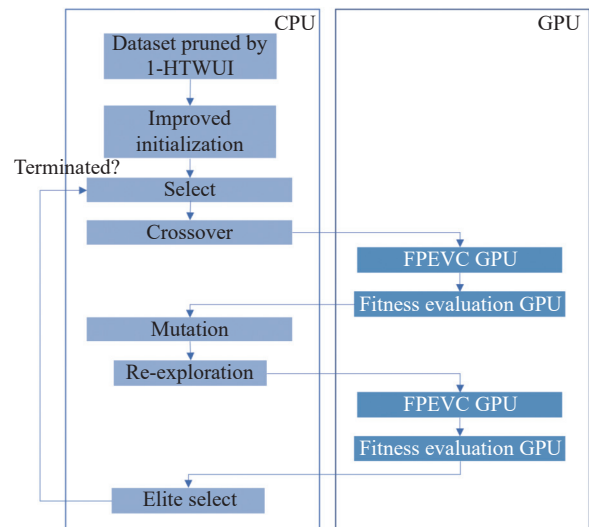 CPU
GPU
Dataset pruned by
1-HTWUI
Improved
initialization
Terminated?
Select
Crossover
FPEVC GPU
Fitness evaluation GPU
Mutation
Re-exploration
FPEVC GPU
Fitness evaluation GPU
Elite select